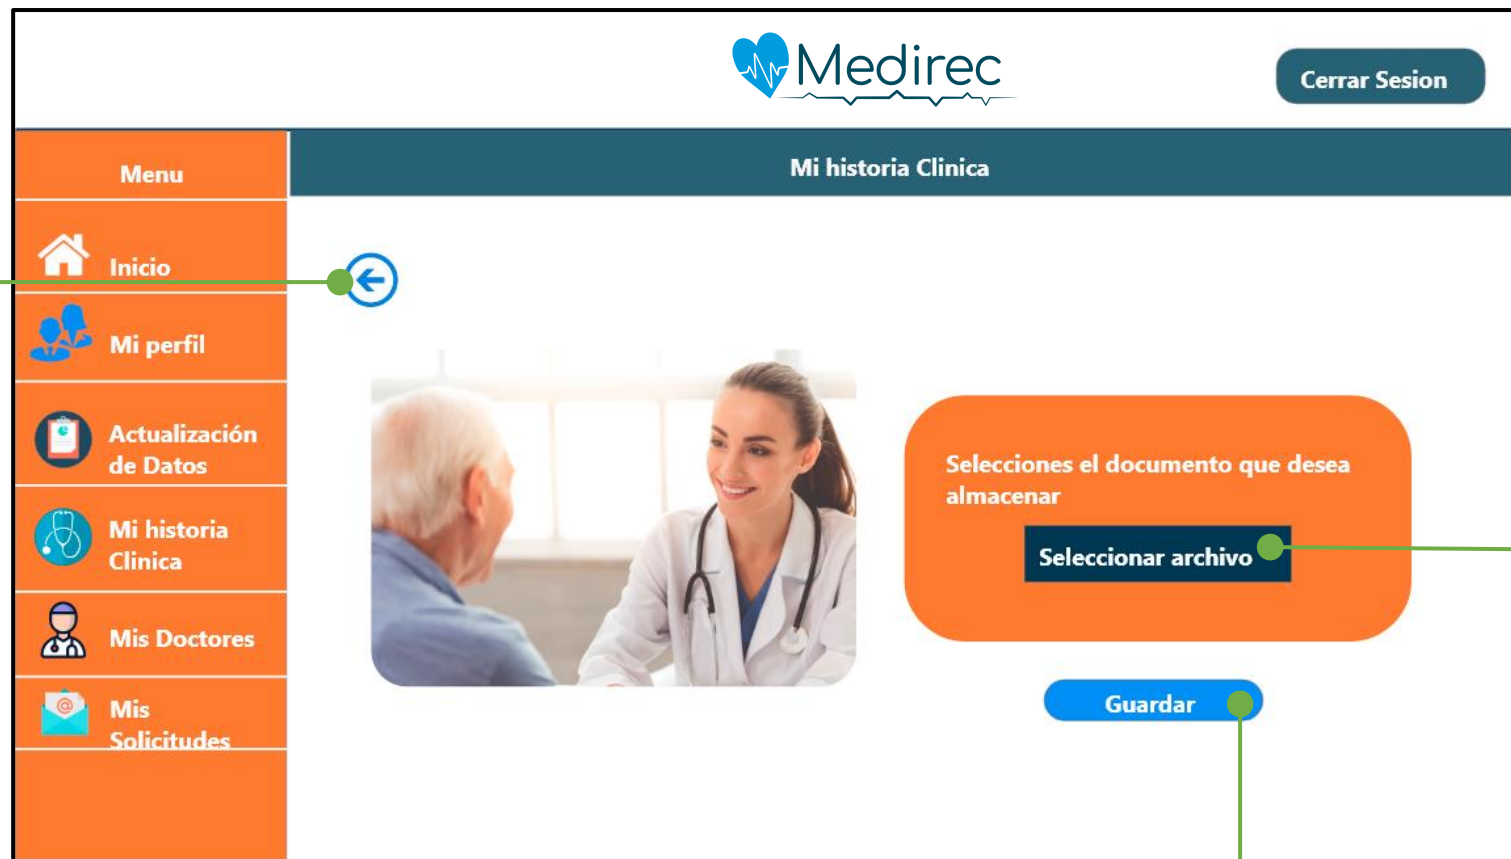 Medirec
Cerrar Sesion
Menu
Mi historia Clinica
Inicio
Mi perfil
Actualización
de Datos
Mi historia
Clinica
Mis Doctores
Mis
Solicitudes
Selecciones el documento que desea
almacenar
Seleccionar archivo
Guardar